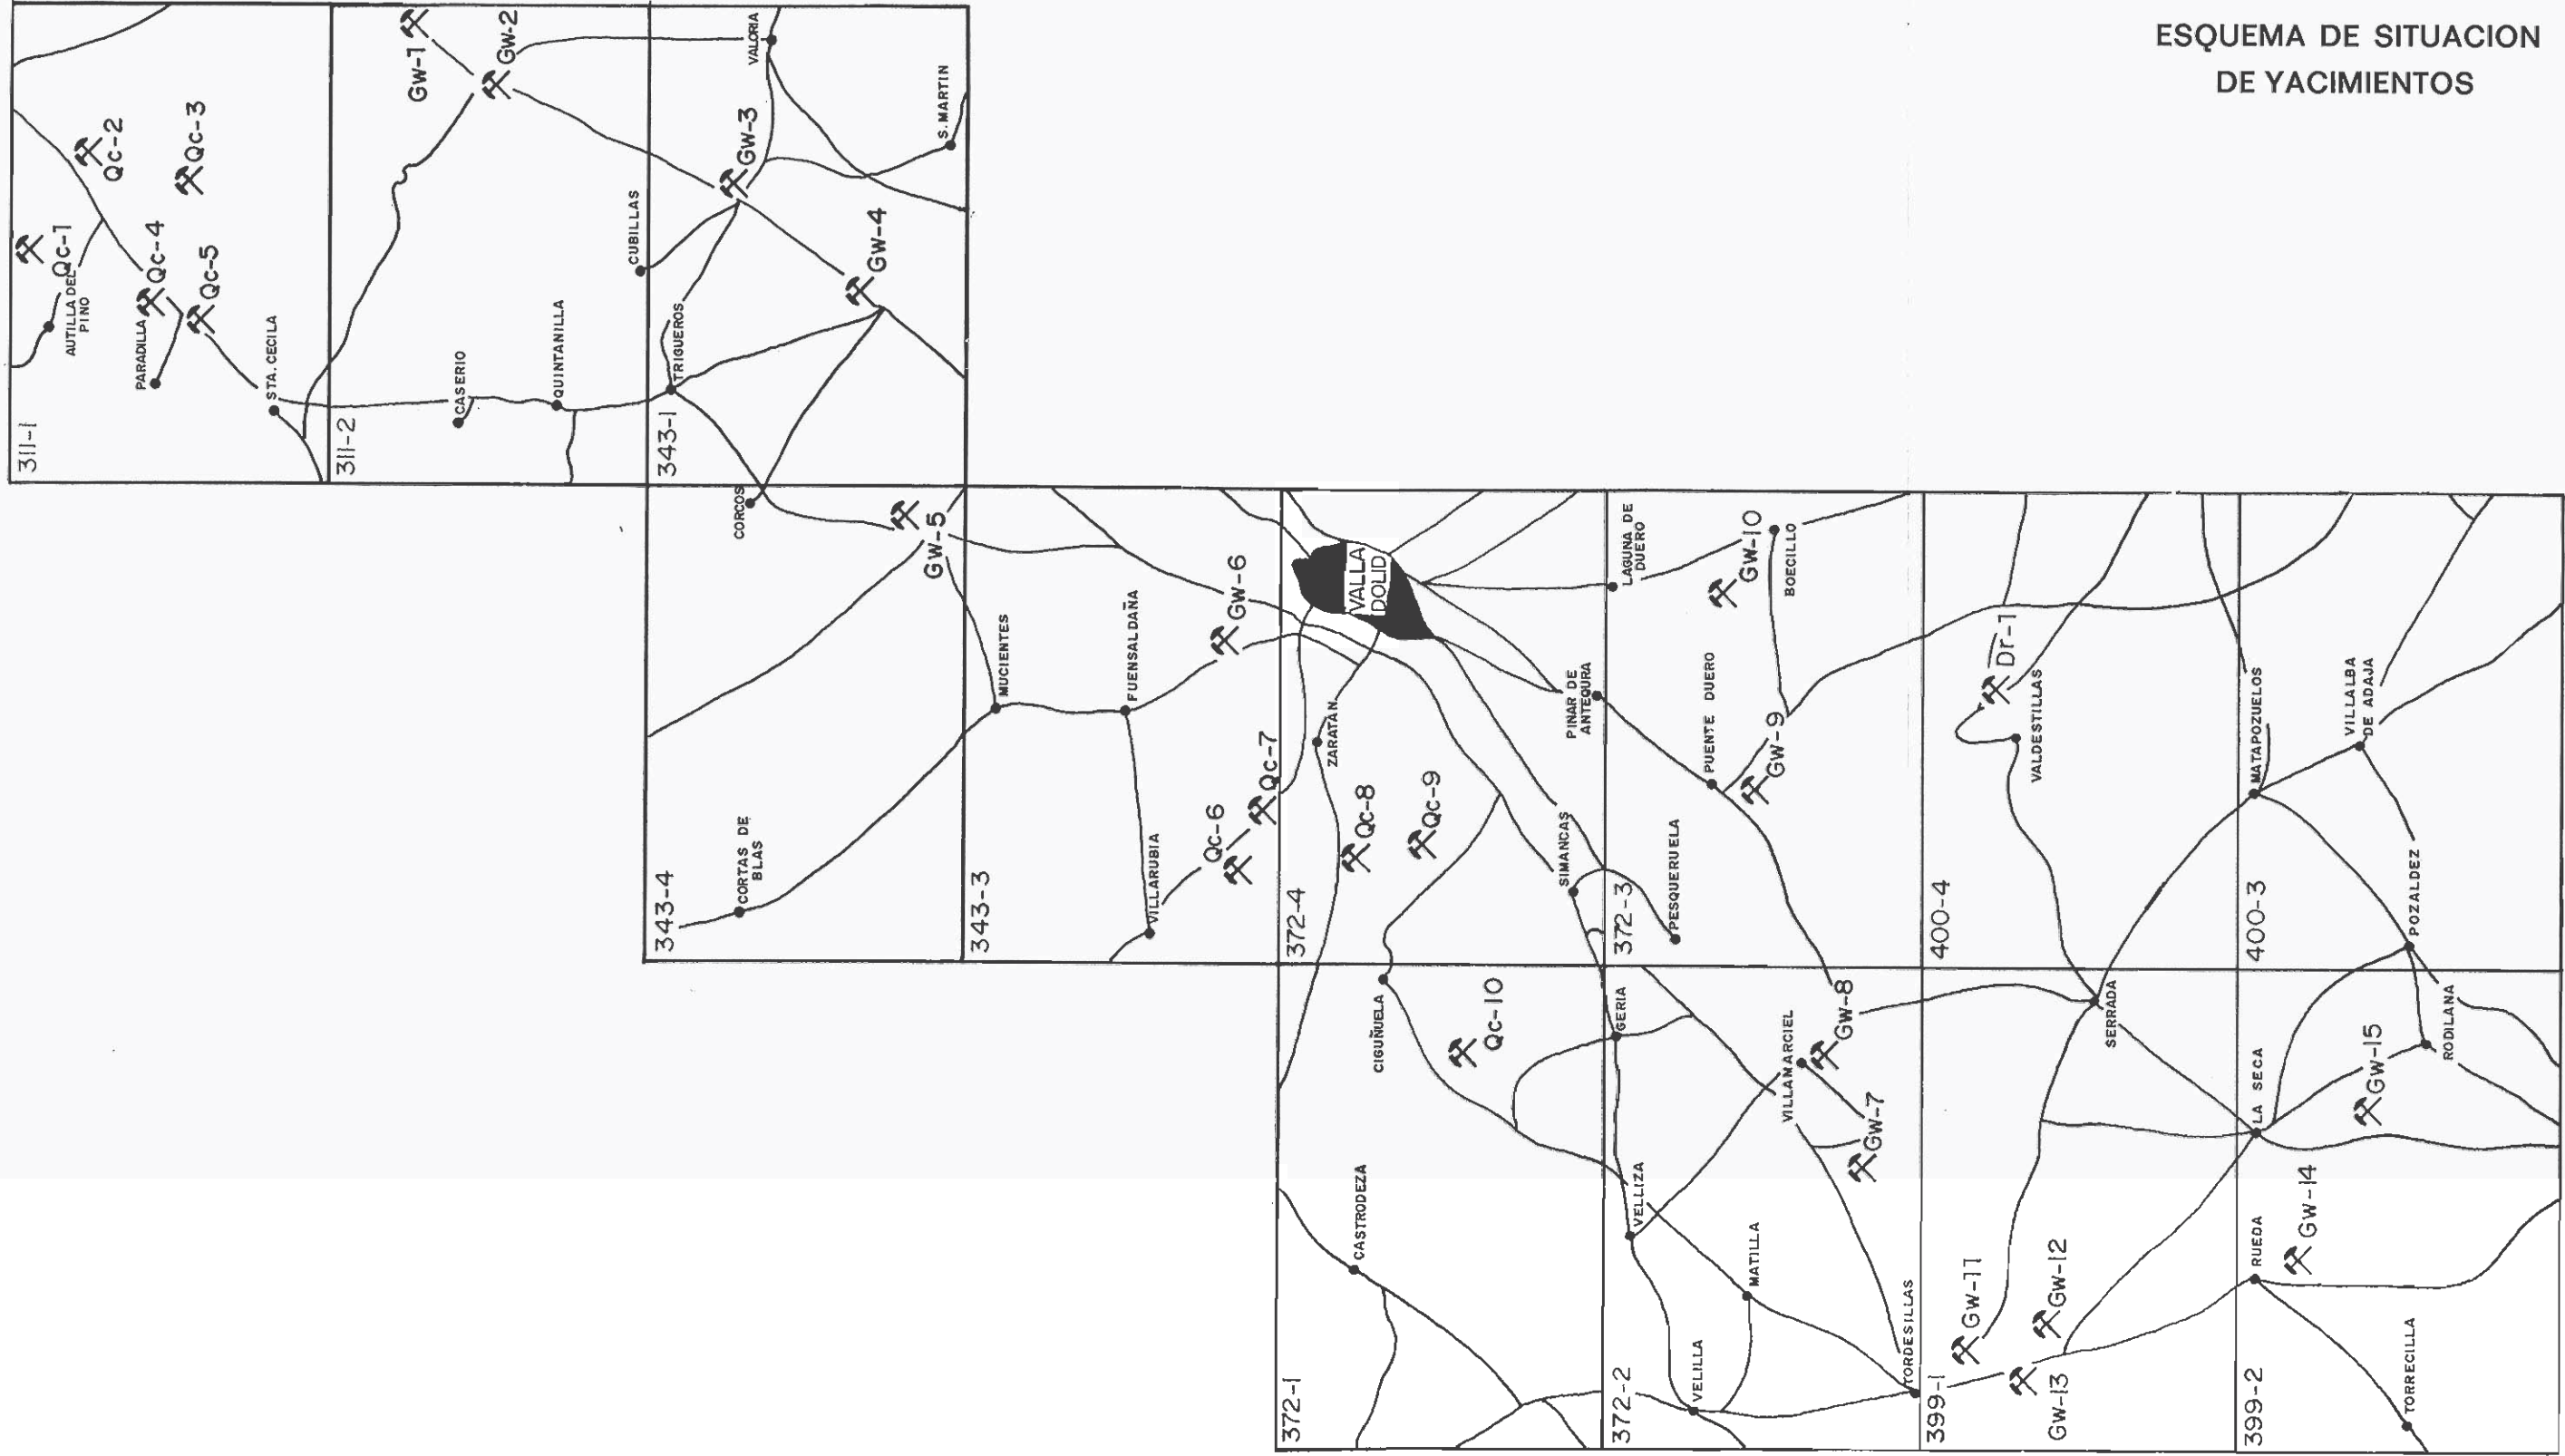 ESQUEMA DE SITUACION
DE YACIMIENTOS
311-1
Qc-1
AUTILLA DEL
PINO
Qc-2
Qc-3
Qc-4
PARADILLA
Qc-5
STA. CECILA
311-2
GW-1
GW-2
CASERIO
QUINTANILLA
CUBILLAS
343-1
TRIGUEROS
VALORIA
GW-3
GW-4
S. MARTIN
343-4
CORTAS DE
BLAS
CORCOS
GW-5
343-3
MUCIENTES
FUENSALDAÑA
VILLARUBIA
GW-6
Qc-6
Qc-7
372-4
VALLA
DOLID
ZARATAN
Qc-8
Qc-9
SIMANCAS
PINAR DE
ANTEQURA
372-3
LAGUNA DE
DUERO
PESQUERUELA
PUENTE DUERO
GW-9
GW-10
BOECILLO
400-4
Dr-1
VALDESTILLAS
400-3
MATAPOZUELOS
VILLALBA
DE ADAJA
POZALDEZ
372-1
CASTRODEZA
CIGUÑUELA
Qc-10
372-2
GERIA
VELLIZA
VELILLA
MATILLA
VILLAMARCIEL
GW-8
GW-7
TORDESILLAS
399-1
GW-11
GW-12
GW-13
SERRADA
399-2
LA SECA
RUEDA
GW-14
GW-15
RODILANA
TORRECILLA